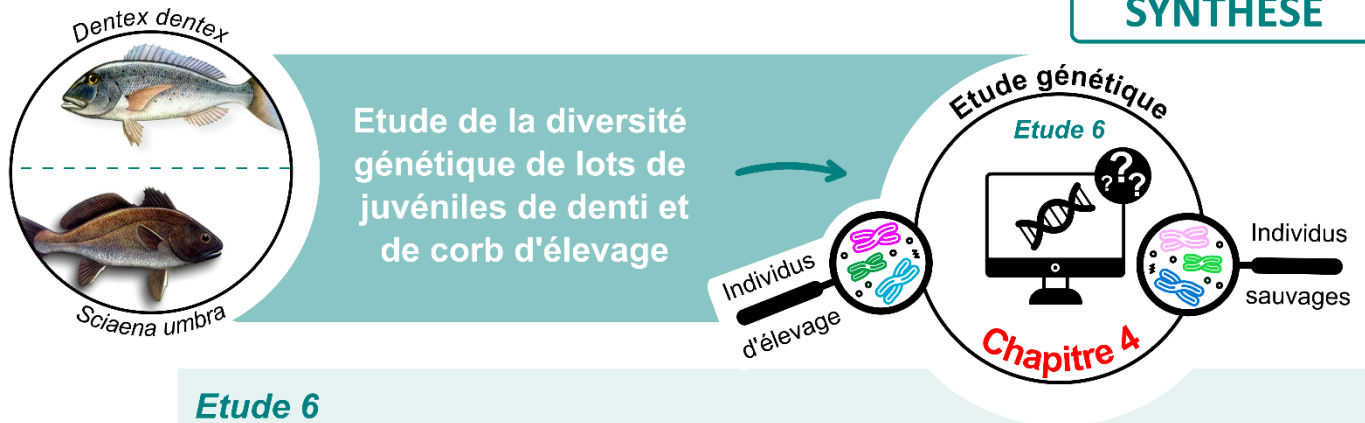 SYNTHESE
Dentex dentex
Sciaena umbra
Etude de la diversité
génétique de lots de
juvéniles de denti et
de corb d'élevage
Etude génétique
Etude 6
???
Individus
d'élevage
Individus
sauvages
Chapitre 4
Etude 6